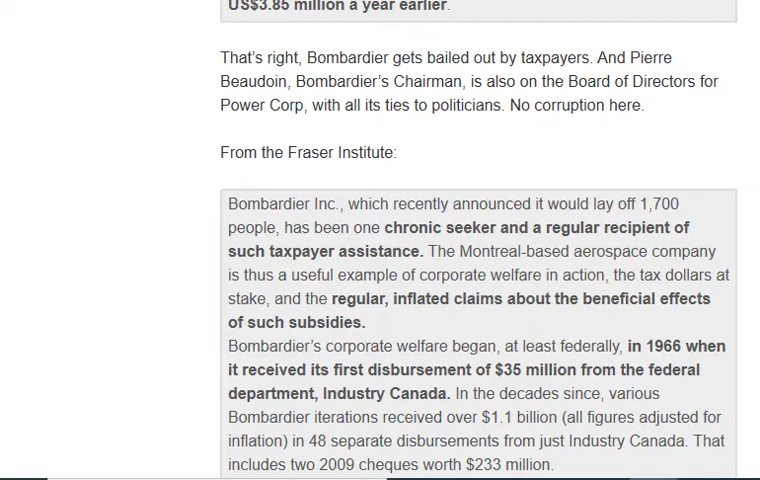 US$3.85 million a year earlier.
That's right, Bombardier gets bailed out by taxpayers. And Pierre
Beaudoin, Bombardier's Chairman, is also on the Board of Directors for
Power Corp, with all its ties to politicians. No corruption here.
From the Fraser Institute:
Bombardier Inc., which recently announced it would lay off 1,700
people, has been one chronic seeker and a regular recipient of
such taxpayer assistance. The Montreal-based aerospace company
is thus a useful example of corporate welfare in action, the tax dollars at
stake, and the regular, inflated claims about the beneficial effects
of such subsidies.
Bombardier's corporate welfare began, at least federally, in 1966 when
it received its first disbursement of $35 million from the federal
department, Industry Canada. In the decades since, various
Bombardier iterations received over $1.1 billion (all figures adjusted for
inflation) in 48 separate disbursements from just Industry Canada. That
includes two 2009 cheques worth $233 million.